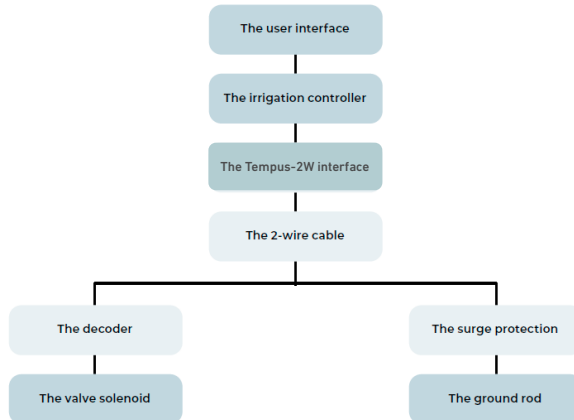 The user interface
The irrigation controller
The Tempus-2W interface
The 2-wire cable
The decoder
The surge protection
The valve solenoid
The ground rod